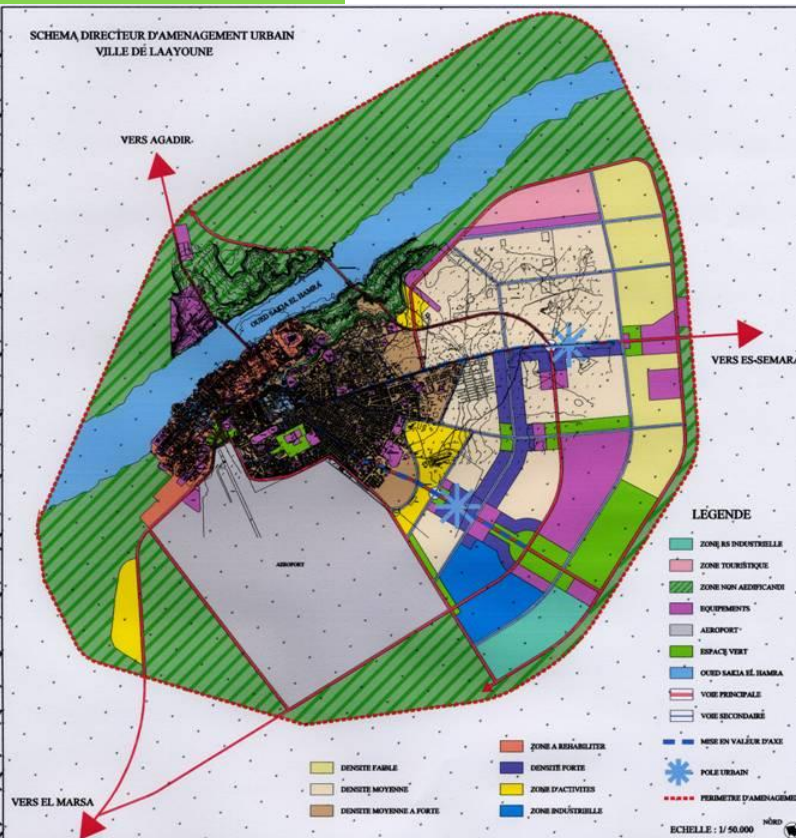 SCHEMA DIRECTEUR D'AMENAGEMENT URBAIN
VILLE DE LAAYOUNE
VERS AGADIR
OUED SAKIA EL HAMRA
VERS ES-SEMARA
AEROPORT
VERS EL MARSA
LEGENDE
ZONE RS INDUSTRIELLE
ZONE TOURISTIQUE
ZONE NON AEDIFICANDI
EQUIPEMENTS
AEROPORT
ESPACE VERT
OUED SAKIA EL HAMRA
VOIE PRINCIPALE
VOIE SECONDAIRE
MISE EN VALEUR D'AXE
POLE URBAIN
PERIMETRE D'AMENAGEME
DENSITE FAIBLE
DENSITE MOYENNE
DENSITE MOYENNE A FORTE
ZONE A REHABILITER
DENSITE FORTE
ZONE D'ACTIVITES
ZONE INDUSTRIELLE
ECHELLE : 1/ 50.000
NORD